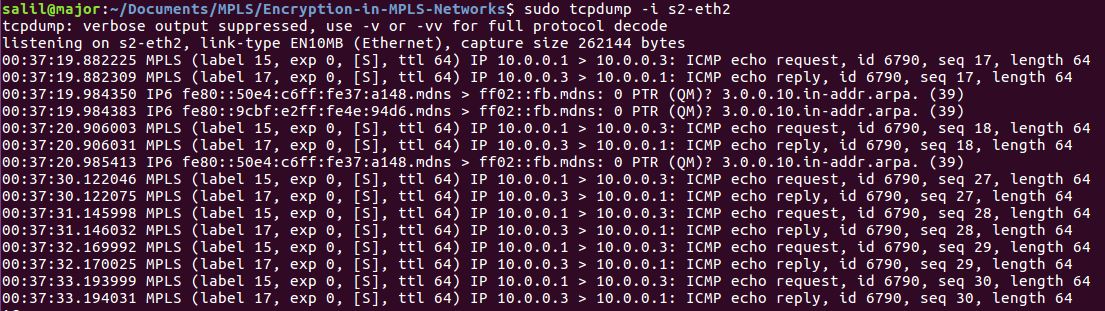 salil@major:~/Documents/MPLS/Encryption-in-MPLS-Networks$ sudo tcpdump -i s2-eth2
tcpdump: verbose output suppressed, use -v or -vv for full protocol decode
listening on s2-eth2, link-type EN10MB (Ethernet), capture size 262144 bytes
00:37:19.882225 MPLS (label 15, exp 0, [S], ttl 64) IP 10.0.0.1 > 10.0.0.3: ICMP echo request, id 6790, seq 17, length 64
00:37:19.882309 MPLS (label 17, exp 0, [S], ttl 64) IP 10.0.0.3 > 10.0.0.1: ICMP echo reply, id 6790, seq 17, length 64
00:37:19.984350 IP6 fe80::50e4:c6ff:fe37:a148.mdns > ff02::fb.mdns: 0 PTR (QM)? 3.0.0.10.in-addr.arpa. (39)
00:37:19.984383 IP6 fe80::9cbf:e2ff:fe4e:94d6.mdns > ff02::fb.mdns: 0 PTR (QM)? 3.0.0.10.in-addr.arpa. (39)
00:37:20.906003 MPLS (label 15, exp 0, [S], ttl 64) IP 10.0.0.1 > 10.0.0.3: ICMP echo request, id 6790, seq 18, length 64
00:37:20.906031 MPLS (label 17, exp 0, [S], ttl 64) IP 10.0.0.3 > 10.0.0.1: ICMP echo reply, id 6790, seq 18, length 64
00:37:20.985413 IP6 fe80::50e4:c6ff:fe37:a148.mdns > ff02::fb.mdns: 0 PTR (QM)? 3.0.0.10.in-addr.arpa. (39)
00:37:30.122046 MPLS (label 15, exp 0, [S], ttl 64) IP 10.0.0.1 > 10.0.0.3: ICMP echo request, id 6790, seq 27, length 64
00:37:30.122075 MPLS (label 17, exp 0, [S], ttl 64) IP 10.0.0.3 > 10.0.0.1: ICMP echo reply, id 6790, seq 27, length 64
00:37:31.145998 MPLS (label 15, exp 0, [S], ttl 64) IP 10.0.0.1 > 10.0.0.3: ICMP echo request, id 6790, seq 28, length 64
00:37:31.146032 MPLS (label 17, exp 0, [S], ttl 64) IP 10.0.0.3 > 10.0.0.1: ICMP echo reply, id 6790, seq 28, length 64
00:37:32.169992 MPLS (label 15, exp 0, [S], ttl 64) IP 10.0.0.1 > 10.0.0.3: ICMP echo request, id 6790, seq 29, length 64
00:37:32.170025 MPLS (label 17, exp 0, [S], ttl 64) IP 10.0.0.3 > 10.0.0.1: ICMP echo reply, id 6790, seq 29, length 64
00:37:33.193999 MPLS (label 15, exp 0, [S], ttl 64) IP 10.0.0.1 > 10.0.0.3: ICMP echo request, id 6790, seq 30, length 64
00:37:33.194031 MPLS (label 17, exp 0, [S], ttl 64) IP 10.0.0.3 > 10.0.0.1: ICMP echo reply, id 6790, seq 30, length 64